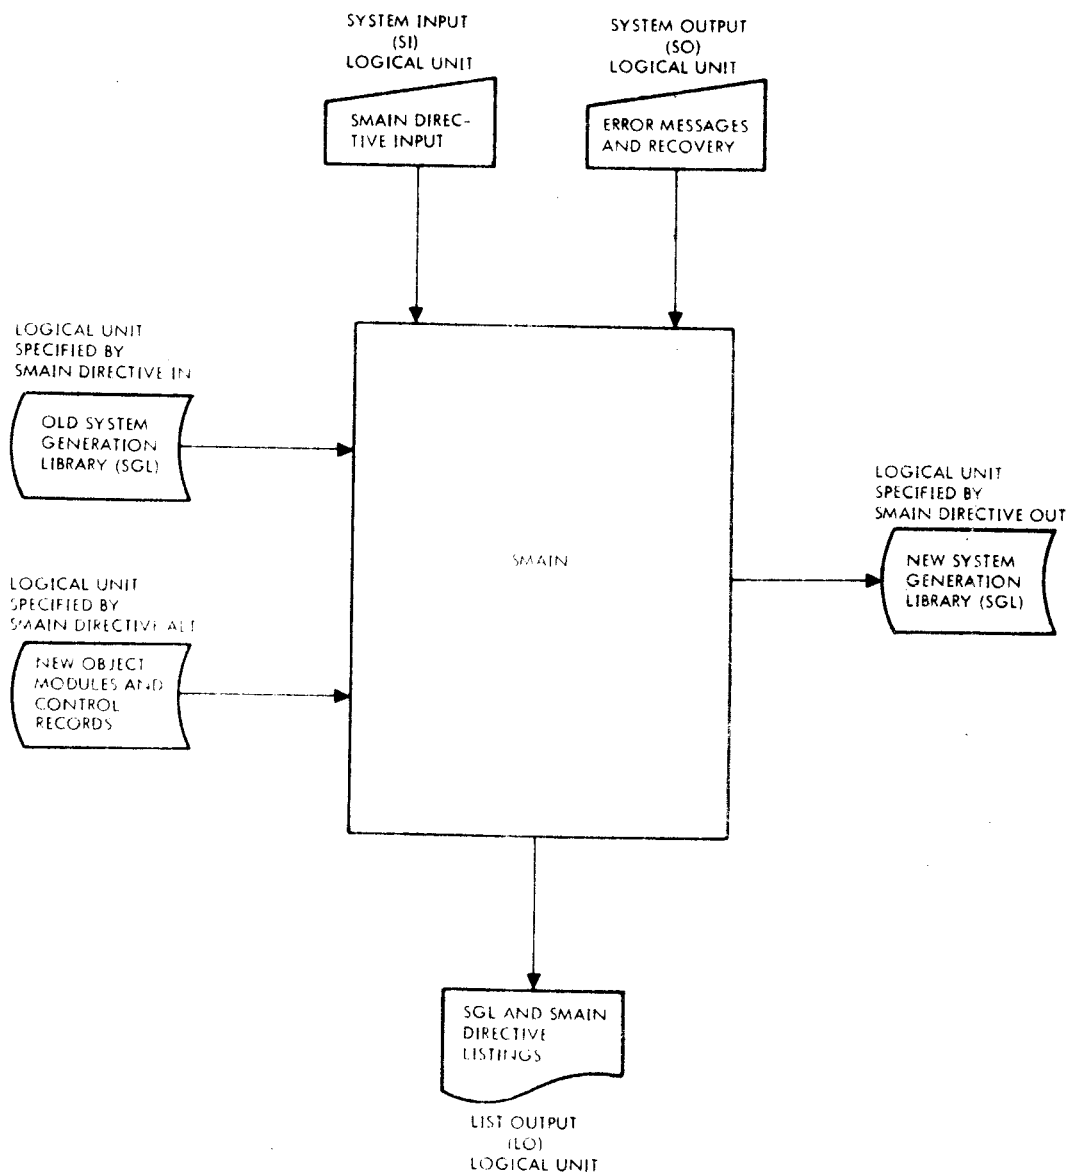 SYSTEM INPUT
(SI)
LOGICAL UNIT
SMAIN DIREC-
TIVE INPUT
SYSTEM OUTPUT
(SO)
LOGICAL UNIT
ERROR MESSAGES
AND RECOVERY
LOGICAL UNIT
SPECIFIED BY
SMAIN DIRECTIVE IN
OLD SYSTEM
GENERATION
LIBRARY (SGL)
LOGICAL UNIT
SPECIFIED BY
SMAIN DIRECTIVE ALT
NEW OBJECT
MODULES AND
CONTROL
RECORDS
SMAIN
LOGICAL UNIT
SPECIFIED BY
SMAIN DIRECTIVE OUT
NEW SYSTEM
GENERATION
LIBRARY (SGL)
SGL AND SMAIN
DIRECTIVE
LISTINGS
LIST OUTPUT
(LO)
LOGICAL UNIT